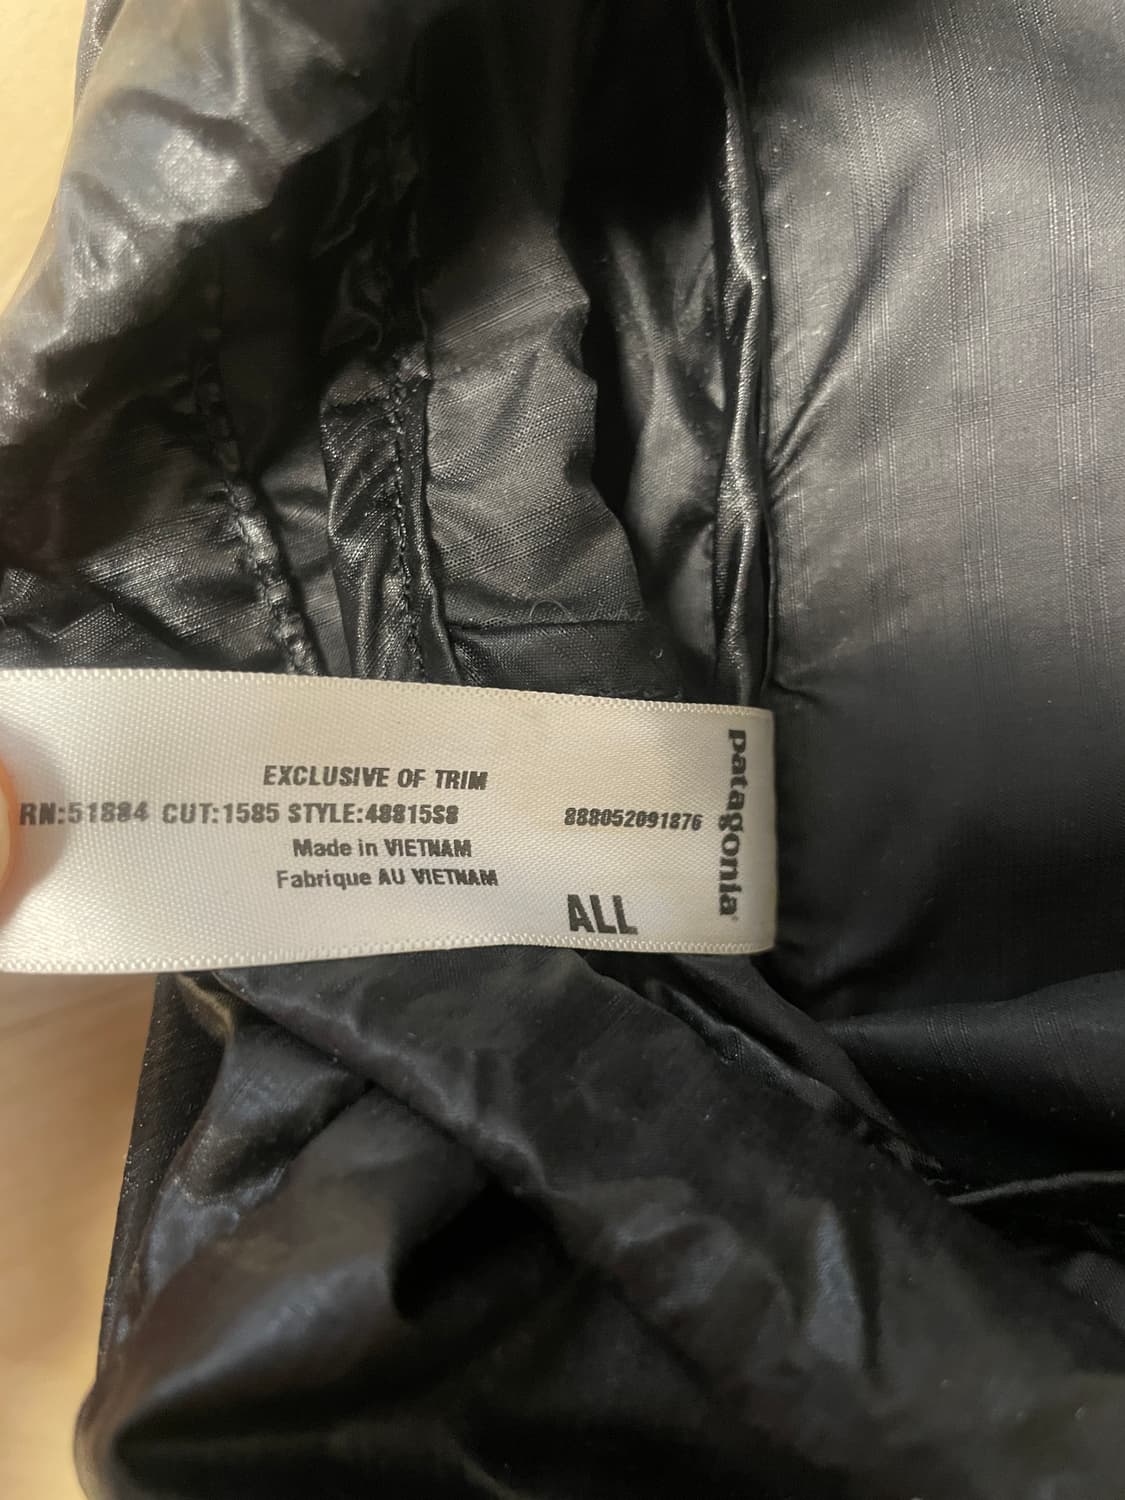 EXCLUSIVE OF TRIM
RN:51884 CUT:1585 STYLE:48815S8
888052091876
Made in VIETNAM
Fabrique AU VIETNAM
ALL
patagonia